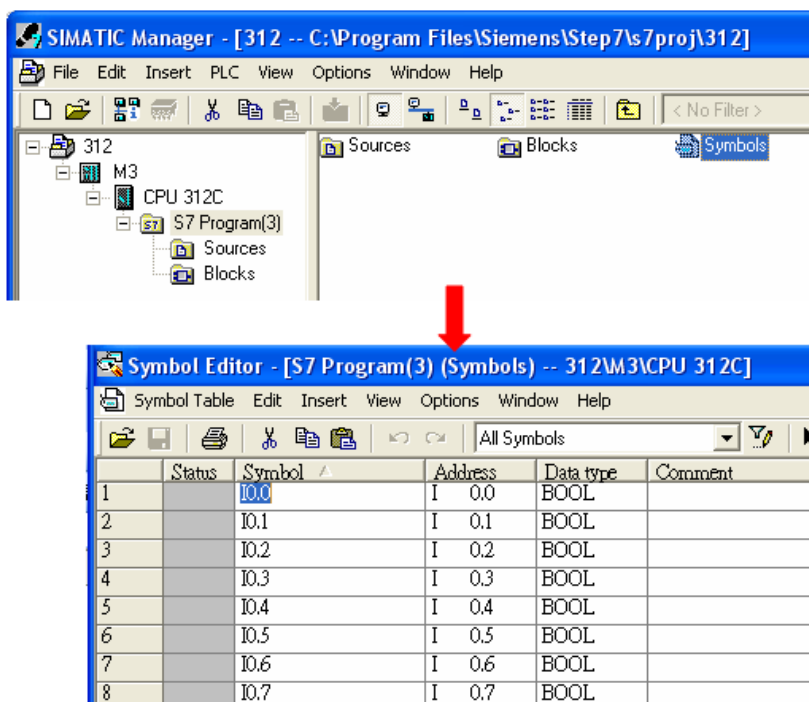 SIMATIC Manager - [312 -- C:\Program Files\Siemens\Step7\s7proj\312]
File Edit Insert PLC View Options Window Help
< No Filter >
312
M3
CPU 312C
S7 Program(3)
Sources
Blocks
Sources Blocks Symbols
Symbol Editor - [S7 Program(3) (Symbols) -- 312\M3\CPU 312C]
Symbol Table Edit Insert View Options Window Help
All Symbols
Status Symbol Address Data type Comment
1 I0.0 I 0.0 BOOL
2 I0.1 I 0.1 BOOL
3 I0.2 I 0.2 BOOL
4 I0.3 I 0.3 BOOL
5 I0.4 I 0.4 BOOL
6 I0.5 I 0.5 BOOL
7 I0.6 I 0.6 BOOL
8 I0.7 I 0.7 BOOL